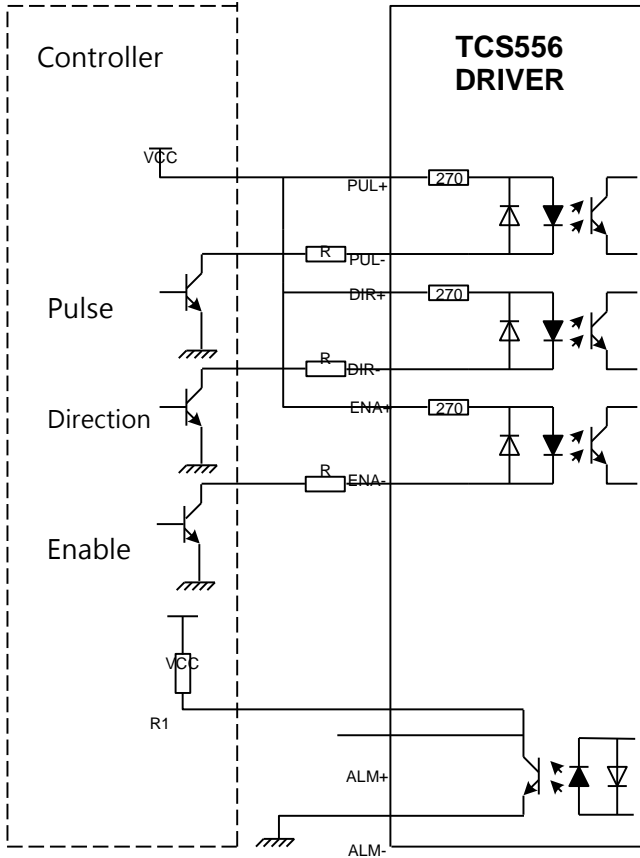 Controller
TCS556
DRIVER
VCC
PUL+
270
R
PUL-
Pulse
DIR+
270
R
DIR-
Direction
ENA+
270
R
ENA-
Enable
VCC
R1
ALM+
ALM-